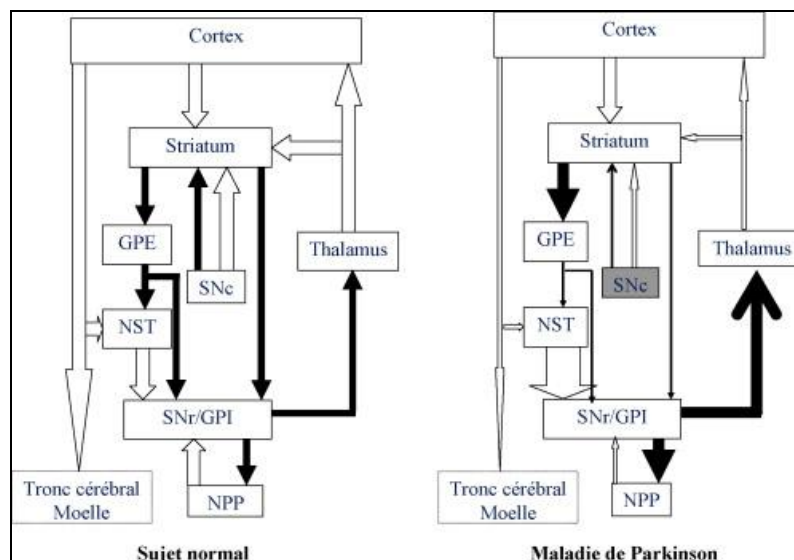 Cortex
Striatum
GPE
SNc
Thalamus
NST
SNr/GPI
Tronc cérébral
Moelle
NPP
Sujet normal
Cortex
Striatum
GPE
Thalamus
SNc
NST
SNr/GPI
Tronc cérébral
Moelle
NPP
Maladie de Parkinson